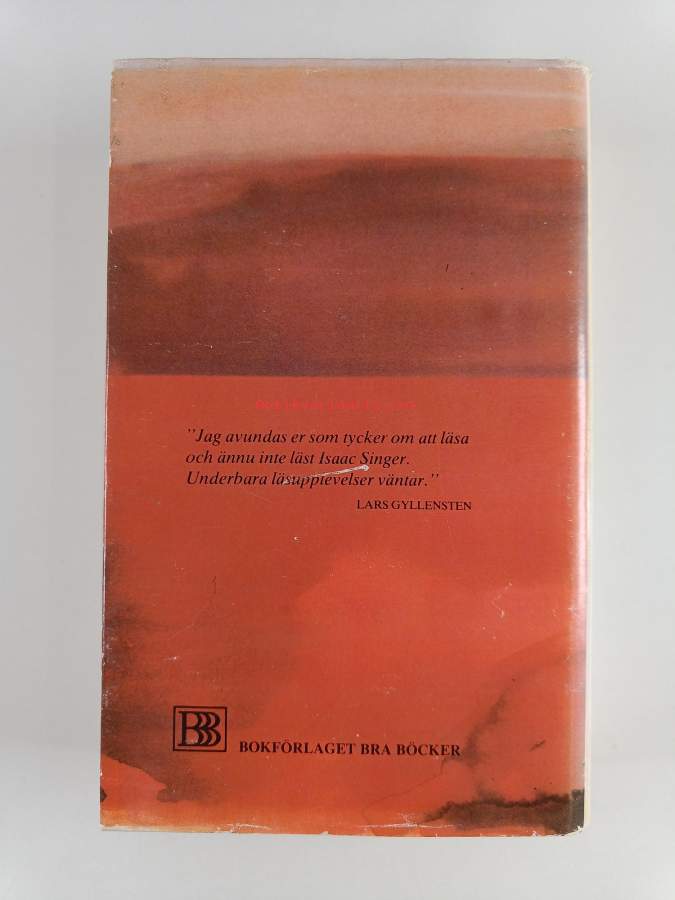 "Jag avundas er som tycker om att läsa
och ännu inte läst Isaac Singer.
Underbara läsupplevelser väntar."
LARS GYLLENSTEN
BBB
BOKFÖRLAGET BRA BÖCKER